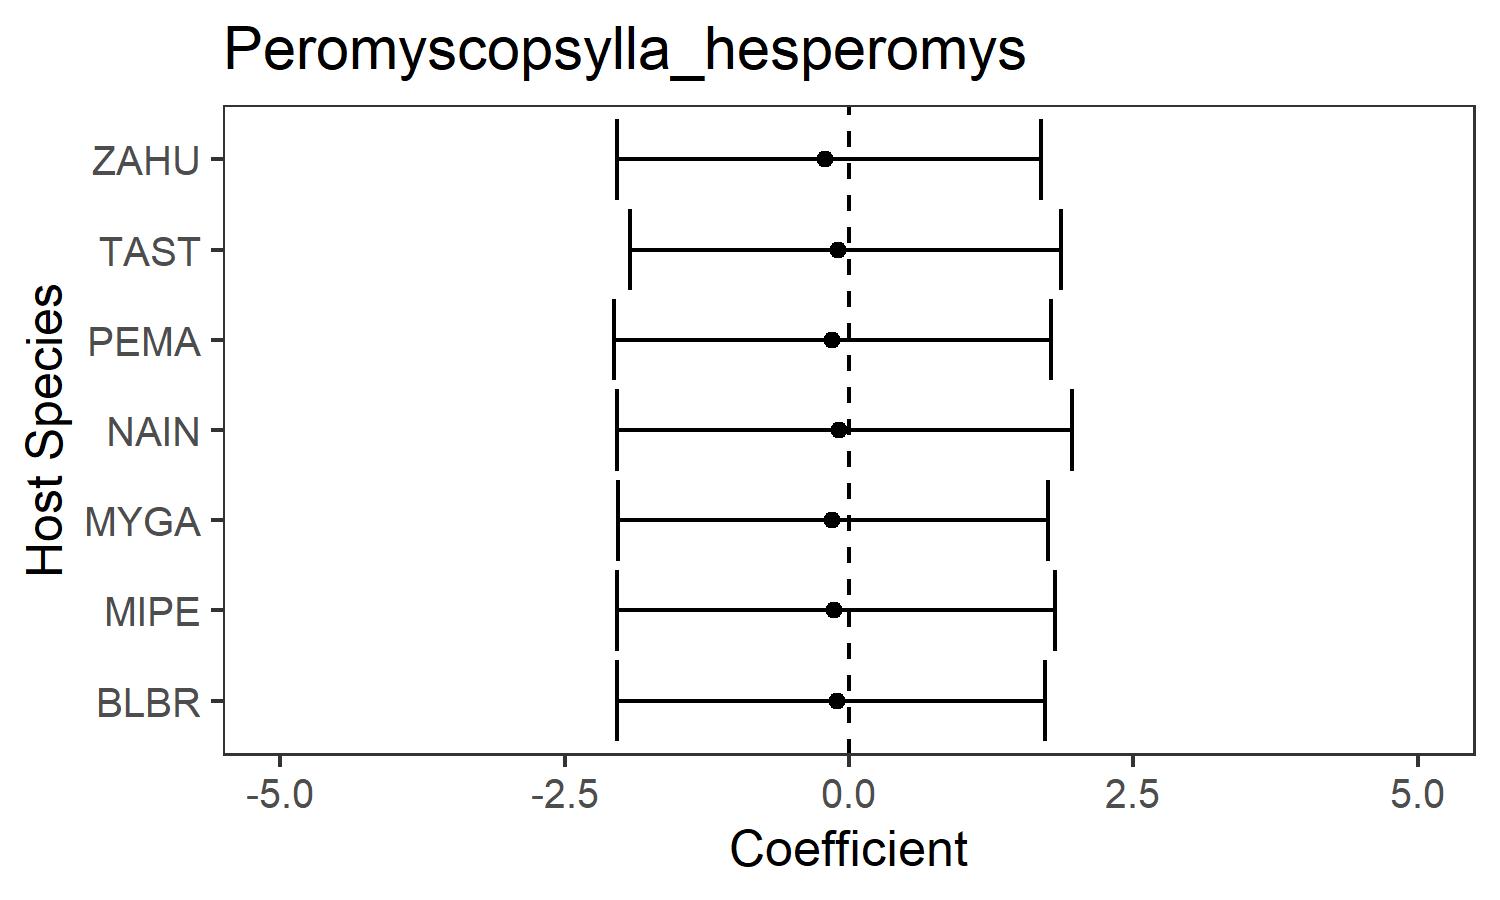 Peromyscopsylla_hesperomys
Host Species
ZAHU
TAST
PEMA
NAIN
MYGA
MIPE
BLBR
-5.0 -2.5 0.0 2.5 5.0
Coefficient